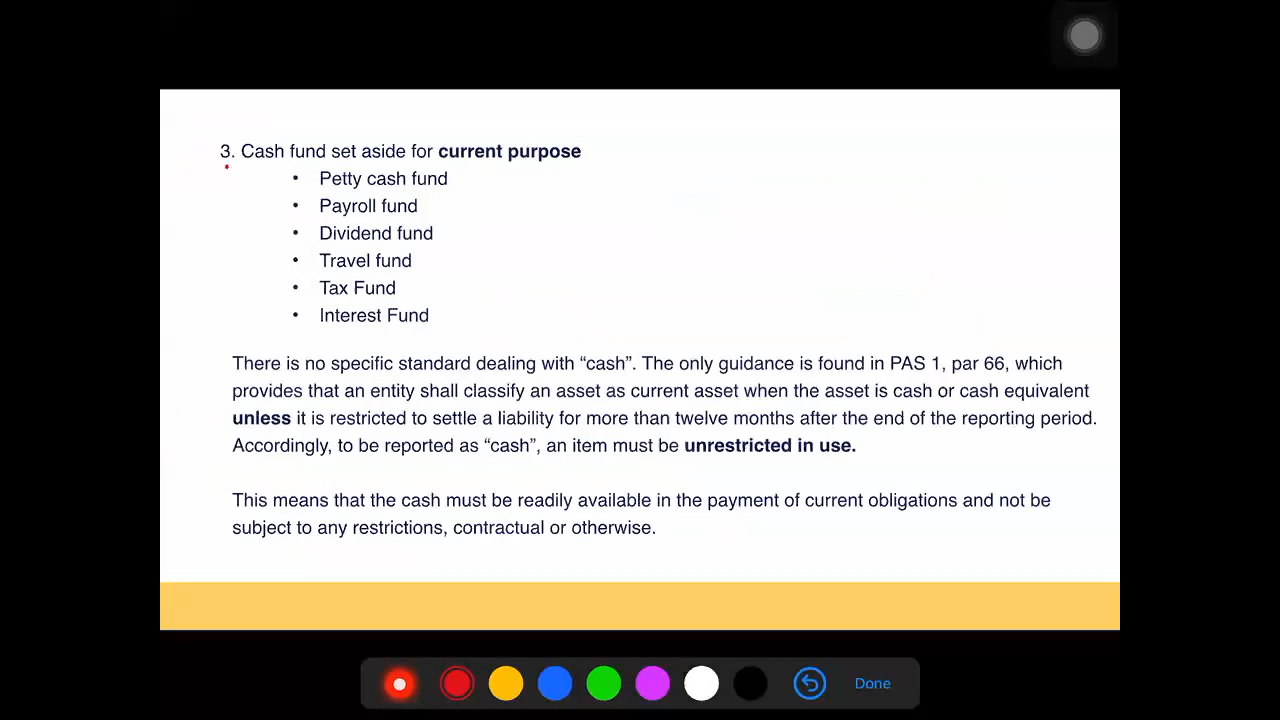 3. Cash fund set aside for current purpose
• Petty cash fund
• Payroll fund
• Dividend fund
• Travel fund
• Tax Fund
• Interest Fund
There is no specific standard dealing with “cash”. The only guidance is found in PAS 1, par 66, which
provides that an entity shall classify an asset as current asset when the asset is cash or cash equivalent
unless it is restricted to settle a liability for more than twelve months after the end of the reporting period.
Accordingly, to be reported as “cash”, an item must be unrestricted in use.
This means that the cash must be readily available in the payment of current obligations and not be
subject to any restrictions, contractual or otherwise.
Done